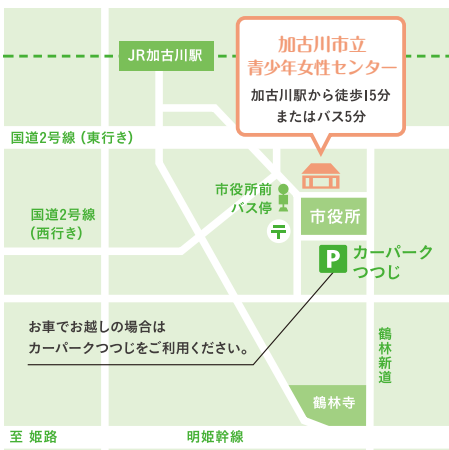 加古川市立
青少年女性センター
加古川駅から徒歩15分
またはバス5分
JR加古川駅
国道2号線（東行き）
市役所前
バス停
国道2号線
（西行き）
市役所
〒
P
カーパーク
つつじ
お車でお越しの場合は
カーパークつつじをご利用ください。
鶴林新道
鶴林寺
至 姫路
明姫幹線